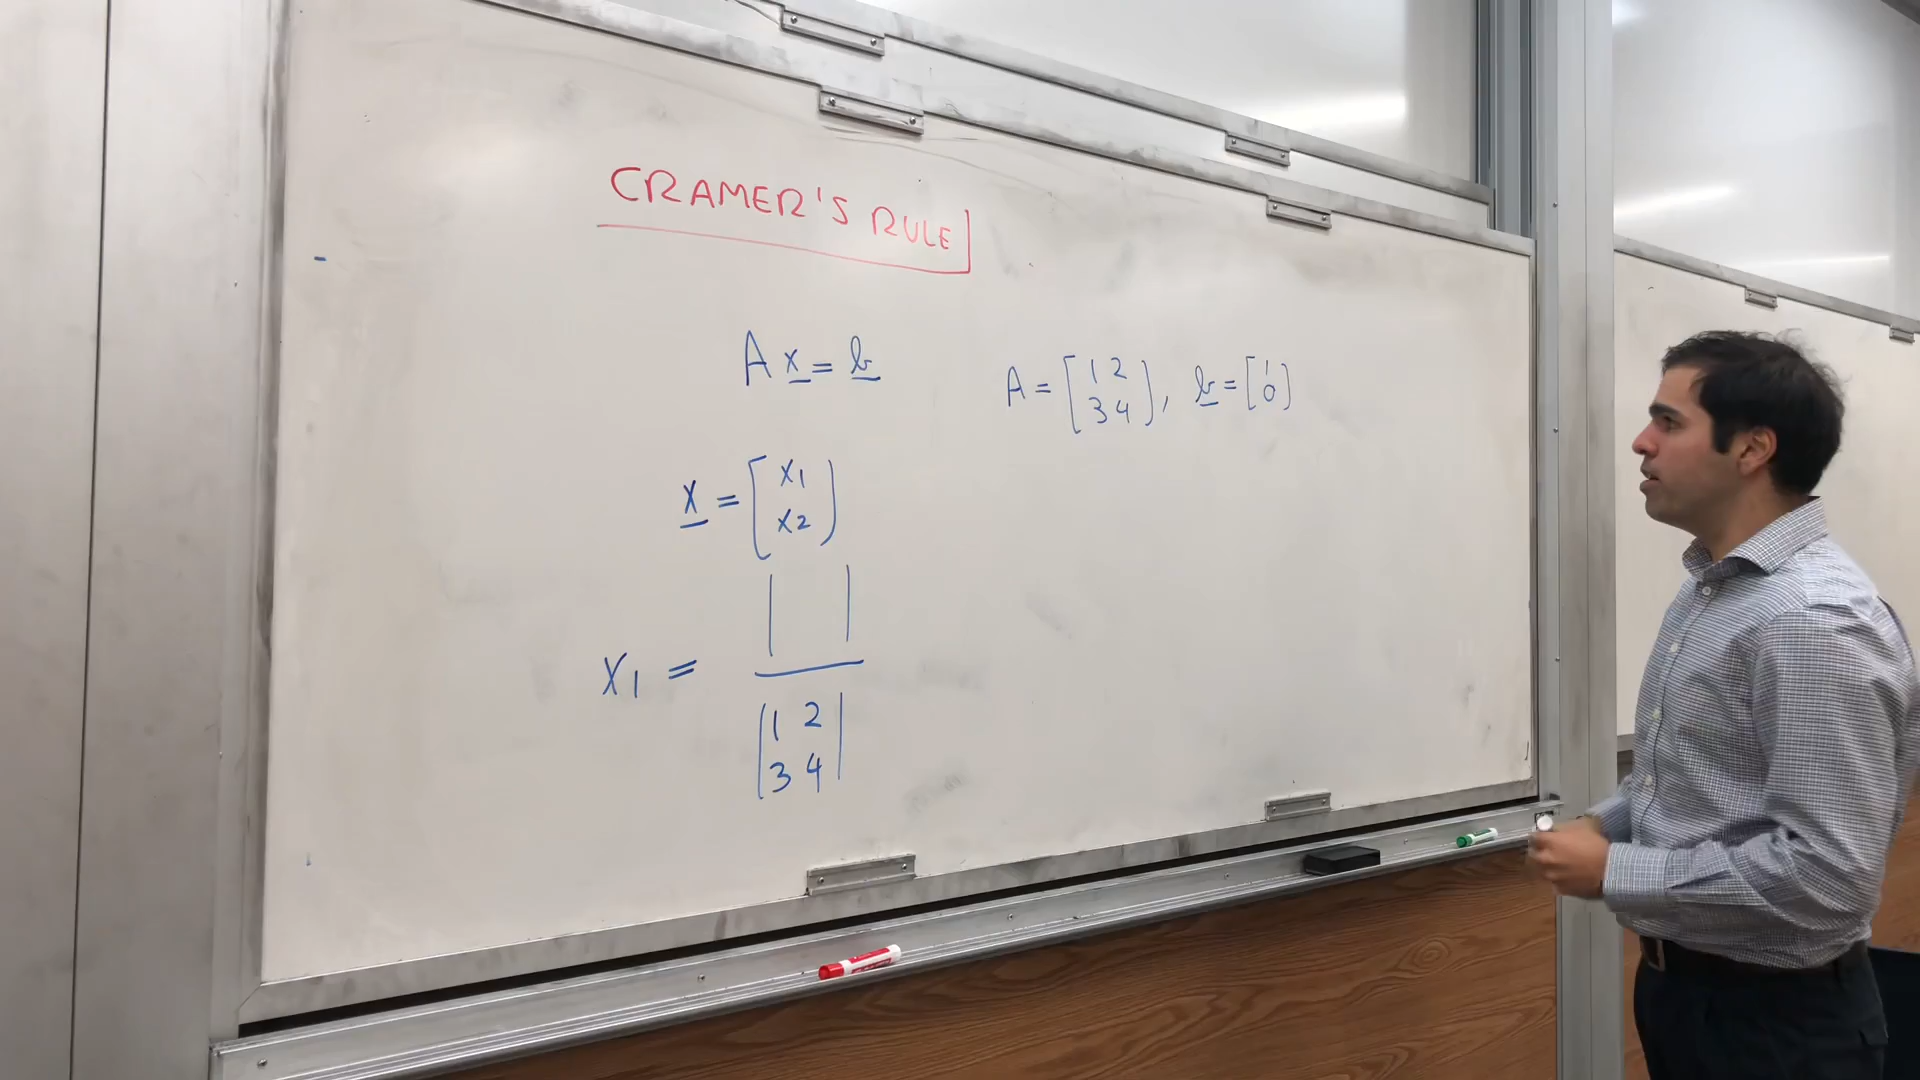 CRAMER'S RULE
A x = b
A = [1 2
3 4], b = [1
0]
x = [x1
x2]
x1 = | |
|1 2
3 4|